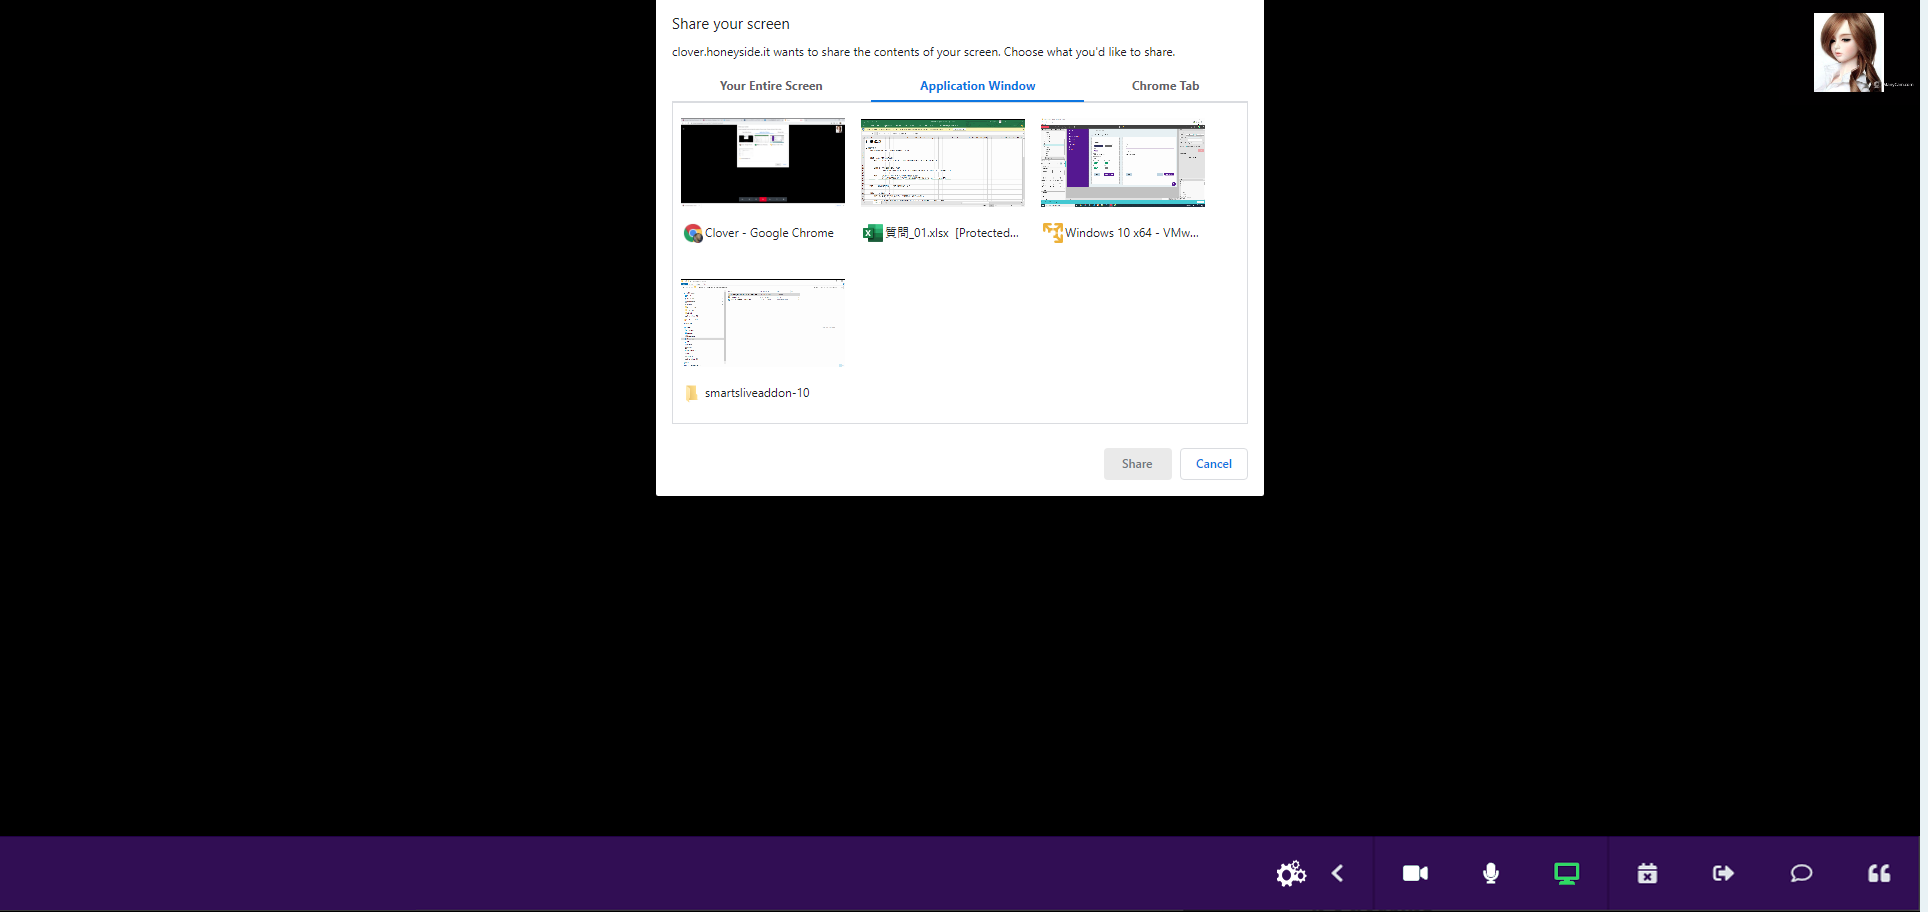 Share your screen
clover.honeyside.it wants to share the contents of your screen. Choose what you'd like to share.
Your Entire Screen
Application Window
Chrome Tab
Clover - Google Chrome
質問_01.xlsx  [Protected...
Windows 10 x64 - VMw...
smartsliveaddon-10
Share
Cancel